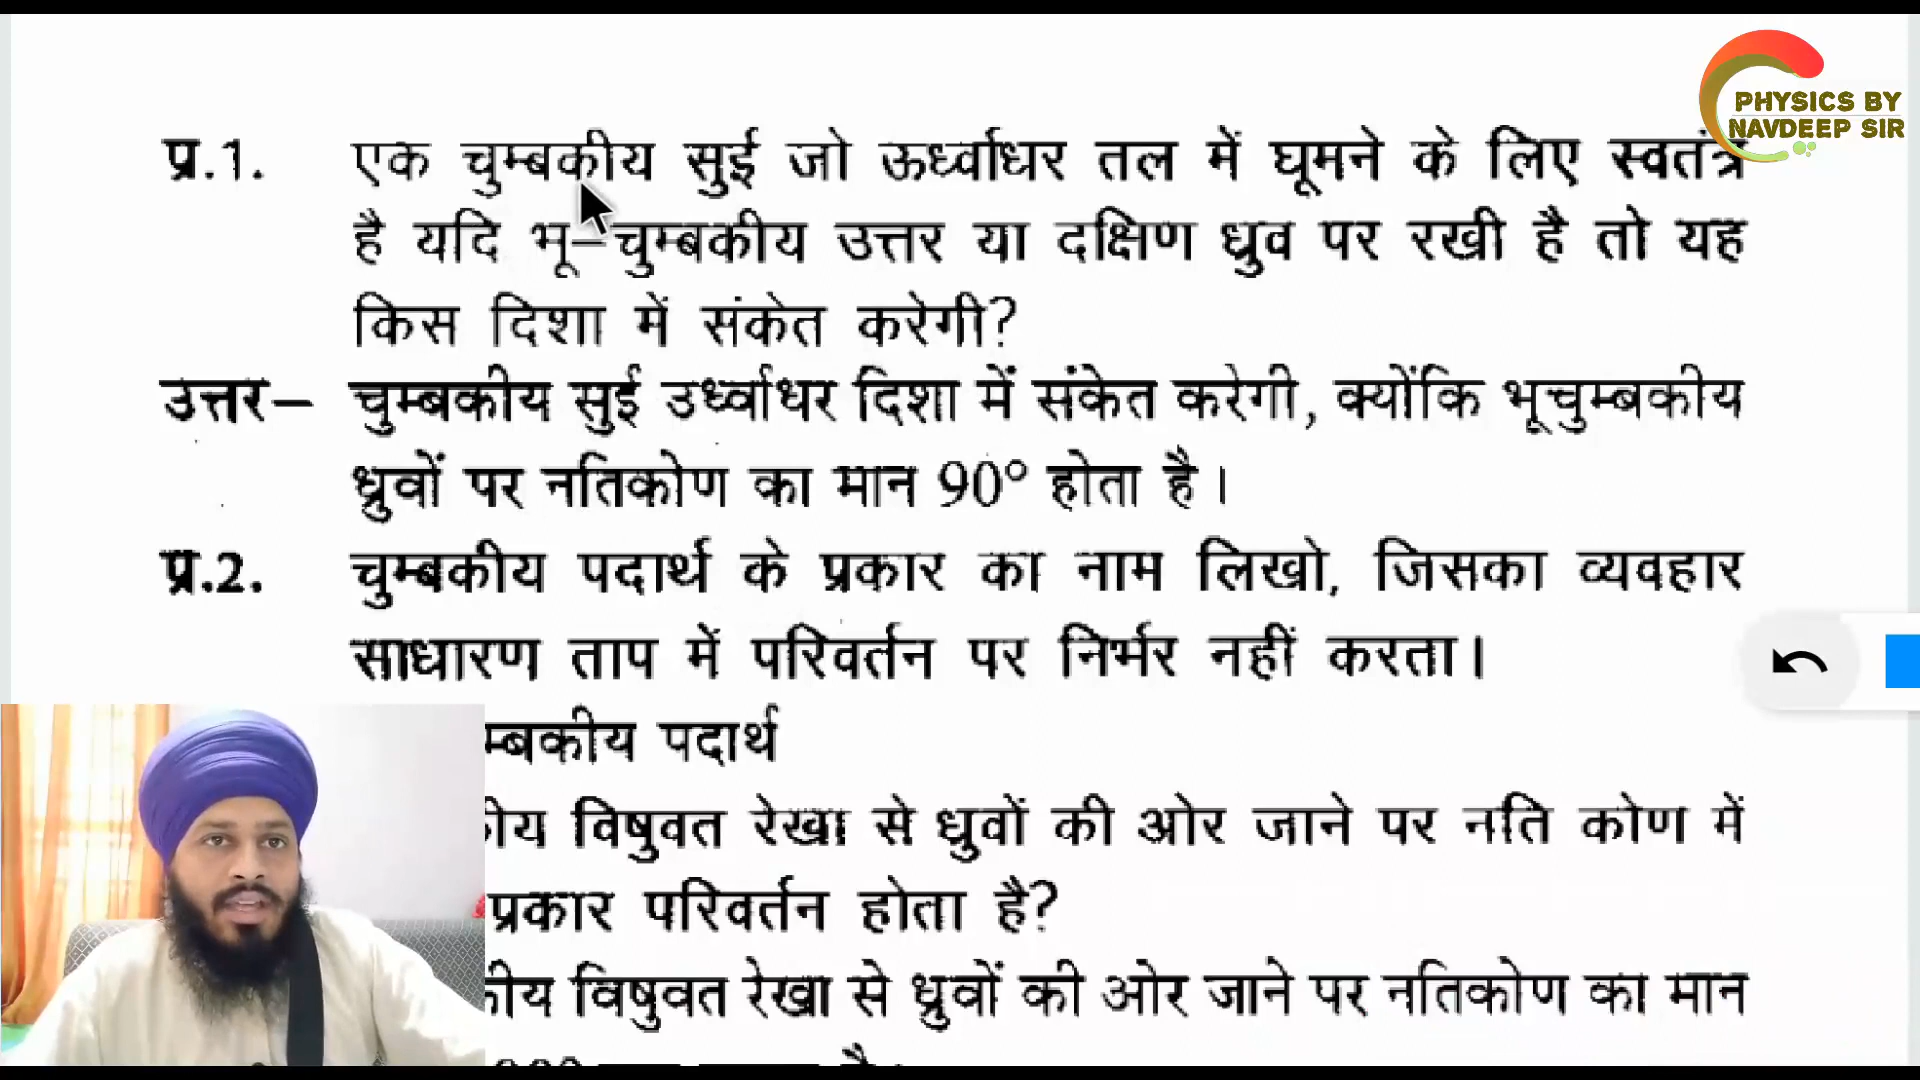 PHYSICS BY
NAVDEEP SIR
प्र.1. एक चुम्बकीय सुई जो ऊर्ध्वाधर तल में घूमने के लिए स्वतंत्र
है यदि भू-चुम्बकीय उत्तर या दक्षिण ध्रुव पर रखी है तो यह
किस दिशा में संकेत करेगी?
उत्तर– चुम्बकीय सुई उर्ध्वाधर दिशा में संकेत करेगी, क्योंकि भूचुम्बकीय
ध्रुवों पर नतिकोण का मान 90° होता है।
प्र.2. चुम्बकीय पदार्थ के प्रकार का नाम लिखो, जिसका व्यवहार
साधारण ताप में परिवर्तन पर निर्भर नहीं करता।
म्बकीय पदार्थ
कीय विषुवत रेखा से ध्रुवों की ओर जाने पर नति कोण में
प्रकार परिवर्तन होता है?
कीय विषुवत रेखा से ध्रुवों की ओर जाने पर नतिकोण का मान
है।